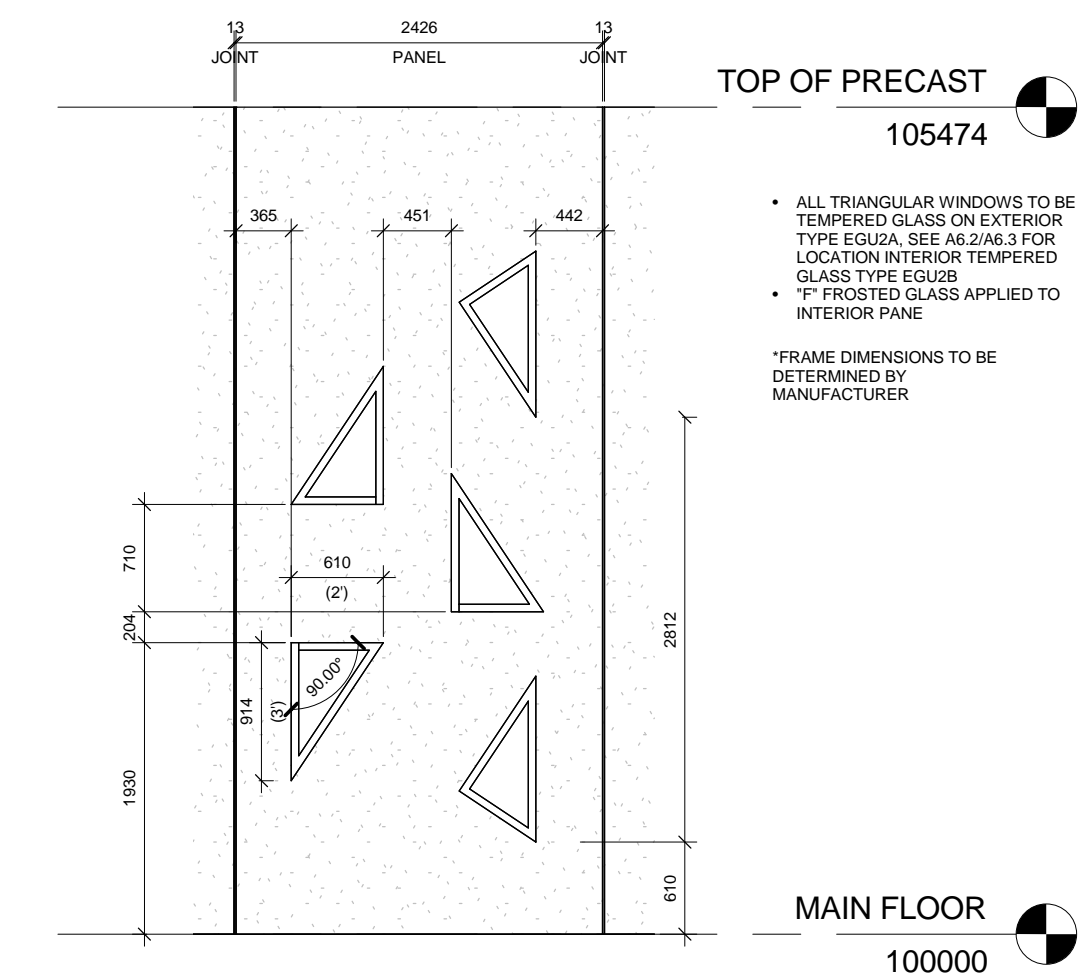 13
2426
13
JOINT
PANEL
JOINT
TOP OF PRECAST
105474
• ALL TRIANGULAR WINDOWS TO BE
TEMPERED GLASS ON EXTERIOR
TYPE EGU2A, SEE A6.2/A6.3 FOR
LOCATION INTERIOR TEMPERED
GLASS TYPE EGU2B
• "F" FROSTED GLASS APPLIED TO
INTERIOR PANE
*FRAME DIMENSIONS TO BE
DETERMINED BY
MANUFACTURER
365
451
442
710
610
(2')
204
2812
90.00°
914
(3')
1930
610
MAIN FLOOR
100000